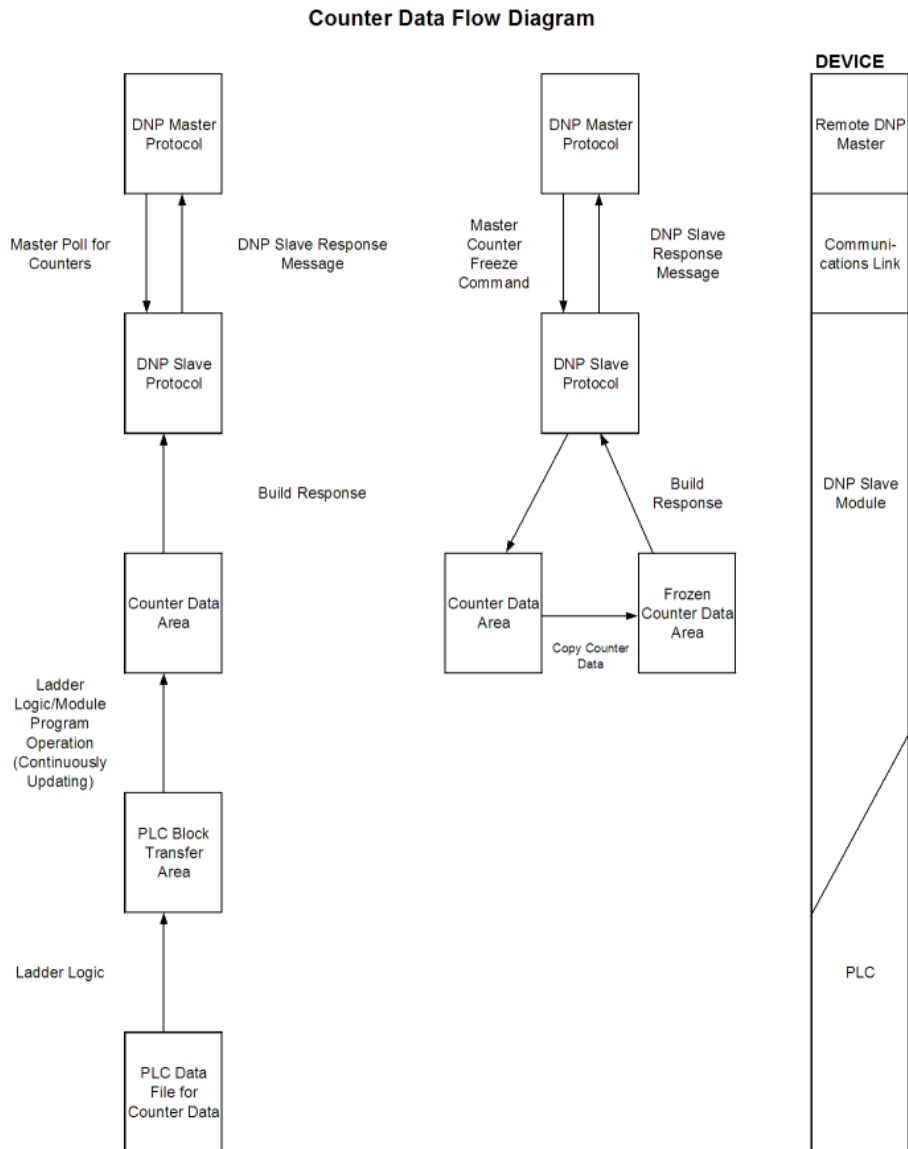 Counter Data Flow Diagram
DEVICE
DNP Master
Protocol
DNP Master
Protocol
Remote DNP
Master
Master Poll for
Counters
DNP Slave Response
Message
Master
Counter
Freeze
Command
DNP Slave
Response
Message
Communi-
cations Link
DNP Slave
Protocol
DNP Slave
Protocol
Build Response
Build
Response
DNP Slave
Module
Counter Data
Area
Counter Data
Area
Frozen
Counter Data
Area
Copy Counter
Data
Ladder
Logic/Module
Program
Operation
(Continuously
Updating)
PLC Block
Transfer
Area
Ladder Logic
PLC
PLC Data
File for
Counter Data